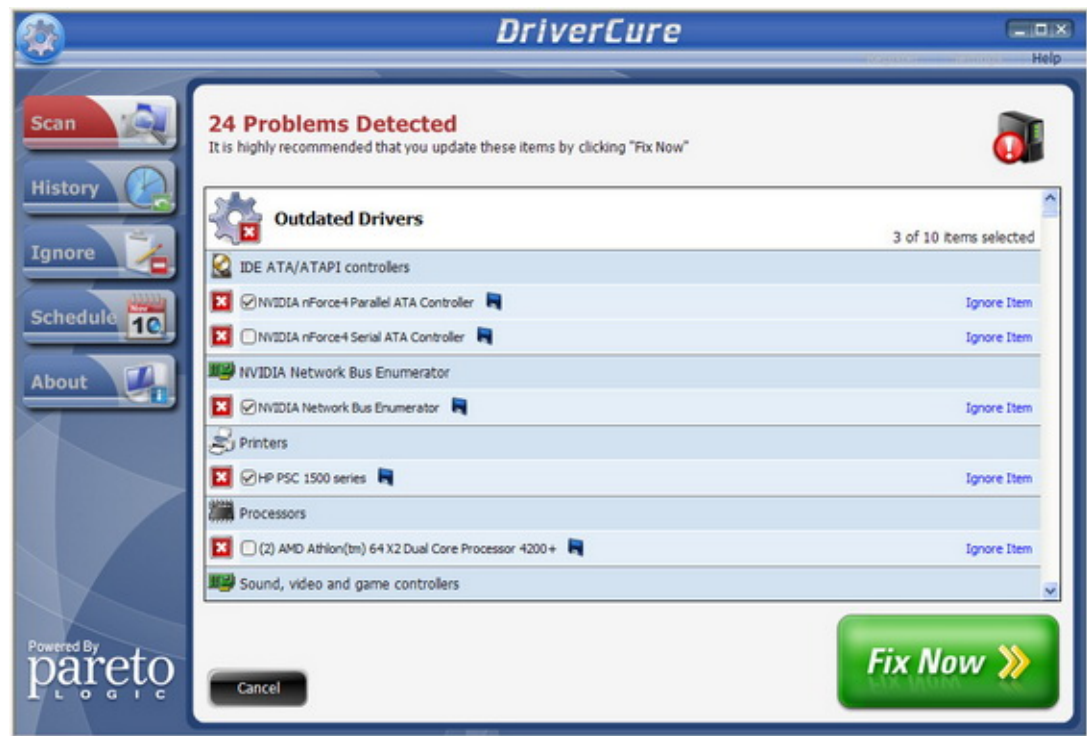 DriverCure
Help
Scan
History
Ignore
Schedule
Nov
10
About
24 Problems Detected
It is highly recommended that you update these items by clicking "Fix Now"
Outdated Drivers
3 of 10 items selected
IDE ATA/ATAPI controllers
NVIDIA nForce4 Parallel ATA Controller Ignore Item
NVIDIA nForce4 Serial ATA Controller Ignore Item
NVIDIA Network Bus Enumerator
NVIDIA Network Bus Enumerator Ignore Item
Printers
HP PSC 1500 series Ignore Item
Processors
(2) AMD Athlon(tm) 64 X2 Dual Core Processor 4200+ Ignore Item
Sound, video and game controllers
Powered By
pareto
LOGIC
Cancel
Fix Now